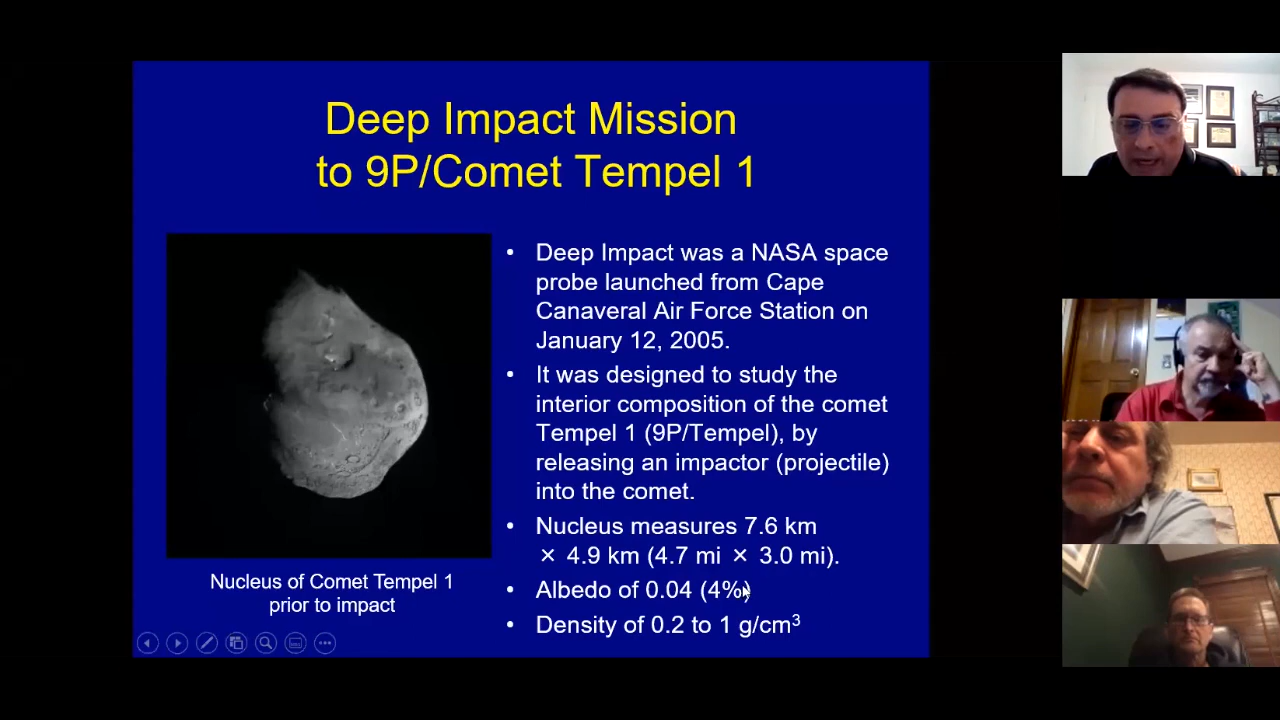 Deep Impact Mission
to 9P/Comet Tempel 1
• Deep Impact was a NASA space
probe launched from Cape
Canaveral Air Force Station on
January 12, 2005.
• It was designed to study the
interior composition of the comet
Tempel 1 (9P/Tempel), by
releasing an impactor (projectile)
into the comet.
• Nucleus measures 7.6 km
× 4.9 km (4.7 mi × 3.0 mi).
• Albedo of 0.04 (4%)
• Density of 0.2 to 1 g/cm³
Nucleus of Comet Tempel 1
prior to impact